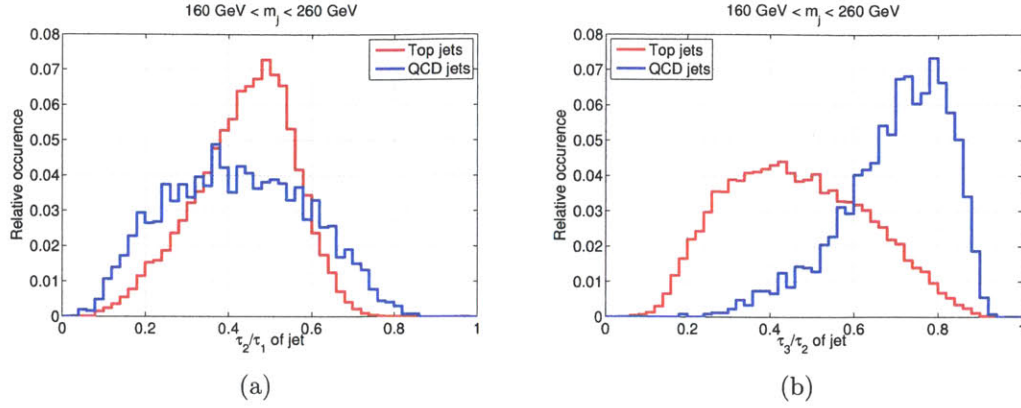 160 GeV < m_j < 260 GeV
0.08
0.07
0.06
0.05
0.04
0.03
0.02
0.01
0
Relative occurence
Top jets
QCD jets
0 0.2 0.4 0.6 0.8 1
τ₂/τ₁ of jet
(a)
160 GeV < m_j < 260 GeV
0.08
0.07
0.06
0.05
0.04
0.03
0.02
0.01
0
Relative occurence
Top jets
QCD jets
0 0.2 0.4 0.6 0.8 1
τ₃/τ₂ of jet
(b)